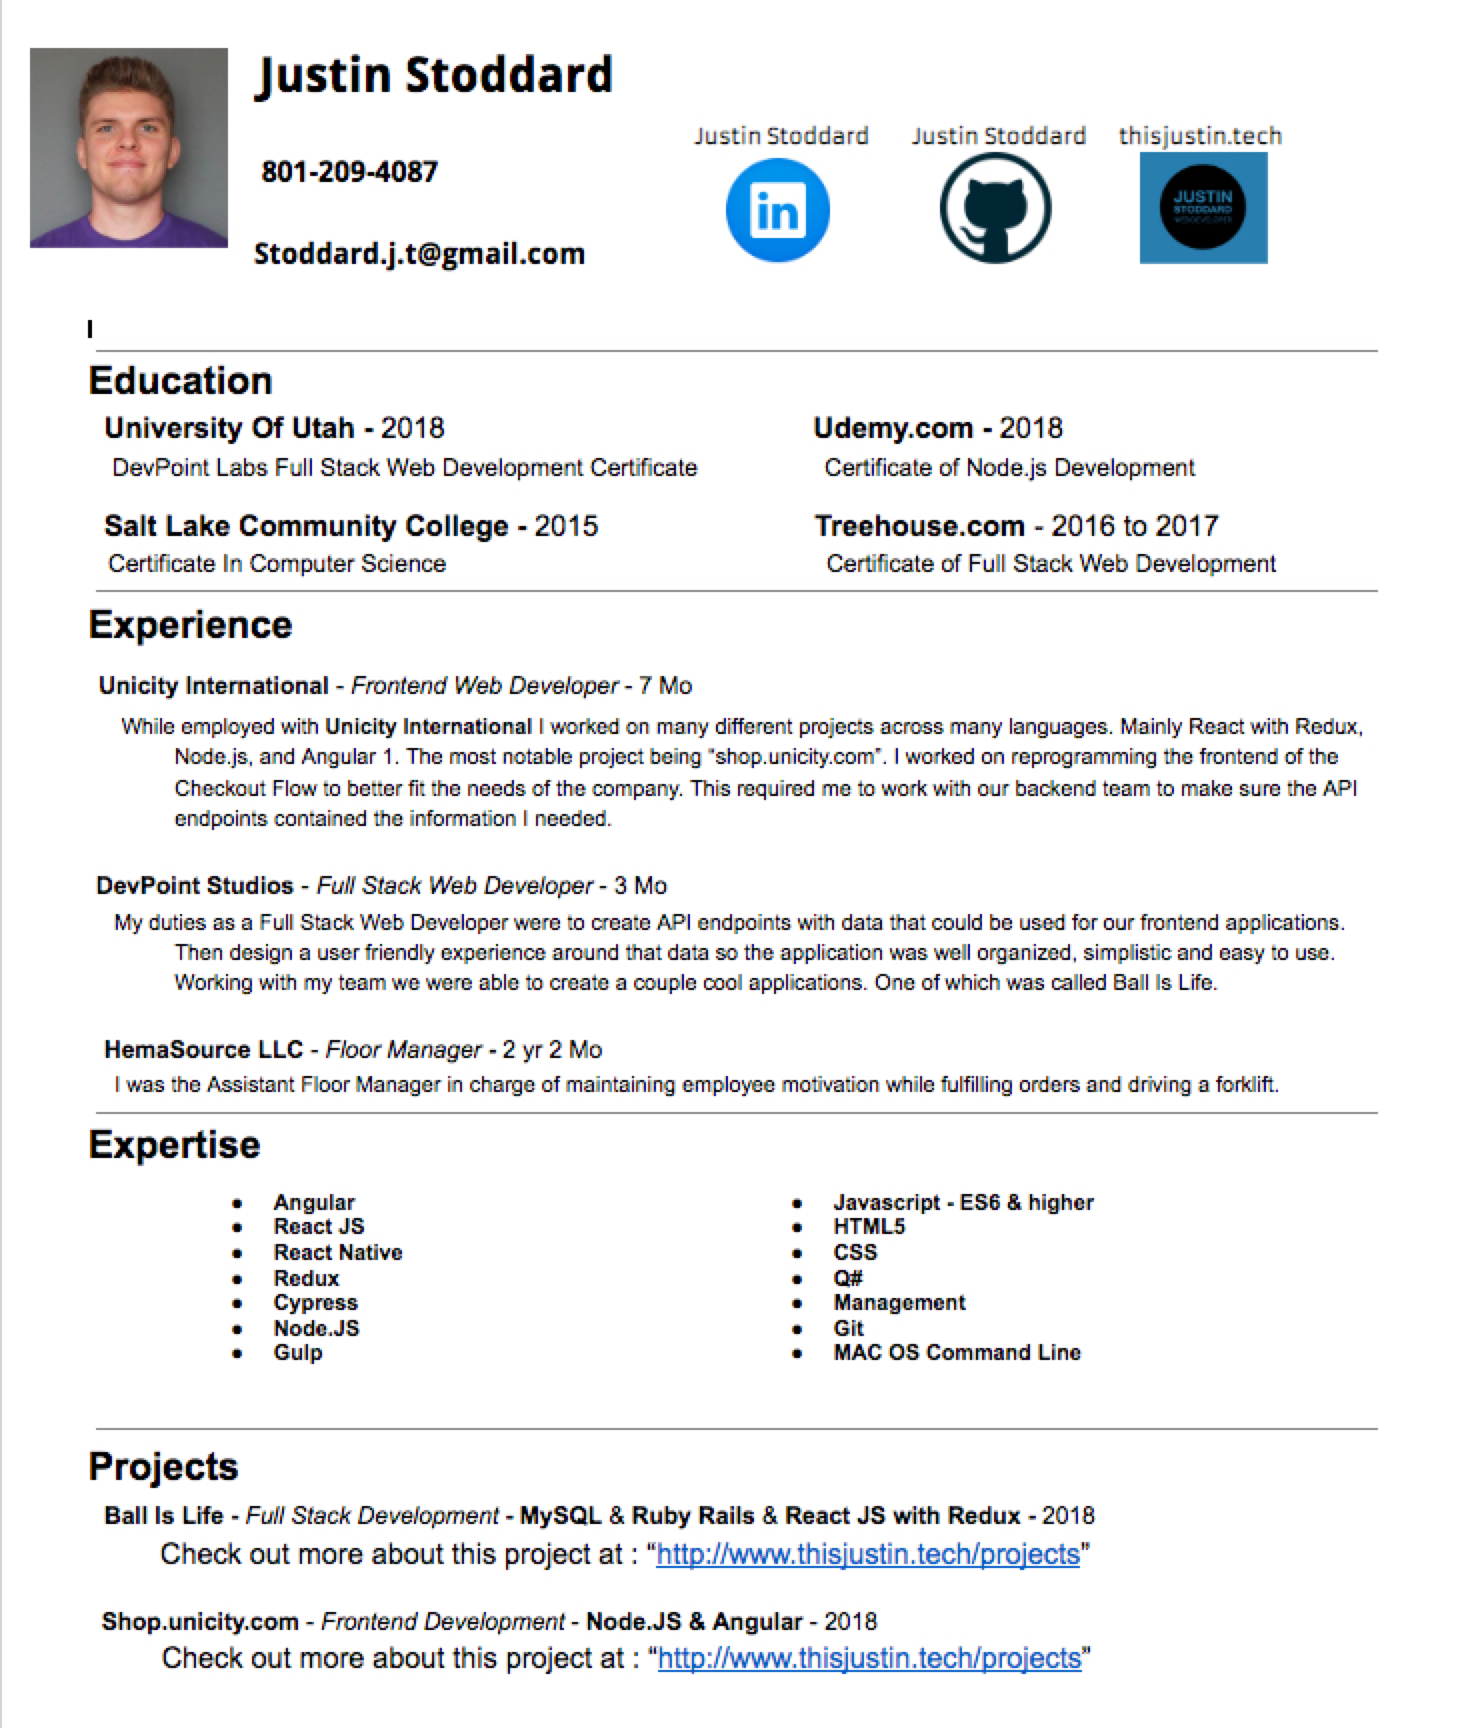 Justin Stoddard
801-209-4087
Stoddard.j.t@gmail.com
Justin Stoddard
in
Justin Stoddard
thisjustin.tech
JUSTIN
STODDARD
WEBDEVELOPER
Education
University Of Utah - 2018
DevPoint Labs Full Stack Web Development Certificate
Udemy.com - 2018
Certificate of Node.js Development
Salt Lake Community College - 2015
Certificate In Computer Science
Treehouse.com - 2016 to 2017
Certificate of Full Stack Web Development
Experience
Unicity International - Frontend Web Developer - 7 Mo
While employed with Unicity International I worked on many different projects across many languages. Mainly React with Redux,
Node.js, and Angular 1. The most notable project being “shop.unicity.com”. I worked on reprogramming the frontend of the
Checkout Flow to better fit the needs of the company. This required me to work with our backend team to make sure the API
endpoints contained the information I needed.
DevPoint Studios - Full Stack Web Developer - 3 Mo
My duties as a Full Stack Web Developer were to create API endpoints with data that could be used for our frontend applications.
Then design a user friendly experience around that data so the application was well organized, simplistic and easy to use.
Working with my team we were able to create a couple cool applications. One of which was called Ball Is Life.
HemaSource LLC - Floor Manager - 2 yr 2 Mo
I was the Assistant Floor Manager in charge of maintaining employee motivation while fulfilling orders and driving a forklift.
Expertise
● Angular
● React JS
● React Native
● Redux
● Cypress
● Node.JS
● Gulp
● Javascript - ES6 & higher
● HTML5
● CSS
● Q#
● Management
● Git
● MAC OS Command Line
Projects
Ball Is Life - Full Stack Development - MySQL & Ruby Rails & React JS with Redux - 2018
Check out more about this project at : “http://www.thisjustin.tech/projects”
Shop.unicity.com - Frontend Development - Node.JS & Angular - 2018
Check out more about this project at : “http://www.thisjustin.tech/projects”